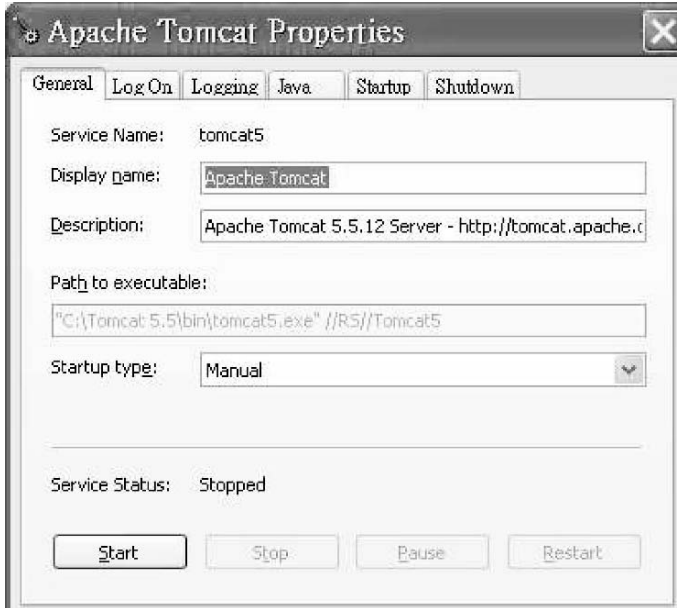 Apache Tomcat Properties
General Log On Logging Java Startup Shutdown
Service Name: tomcat5
Display name: Apache Tomcat
Description: Apache Tomcat 5.5.12 Server - http://tomcat.apache.c
Path to executable:
"C:\Tomcat 5.5\bin\tomcat5.exe" //RS//Tomcat5
Startup type: Manual
Service Status: Stopped
Start Stop Pause Restart